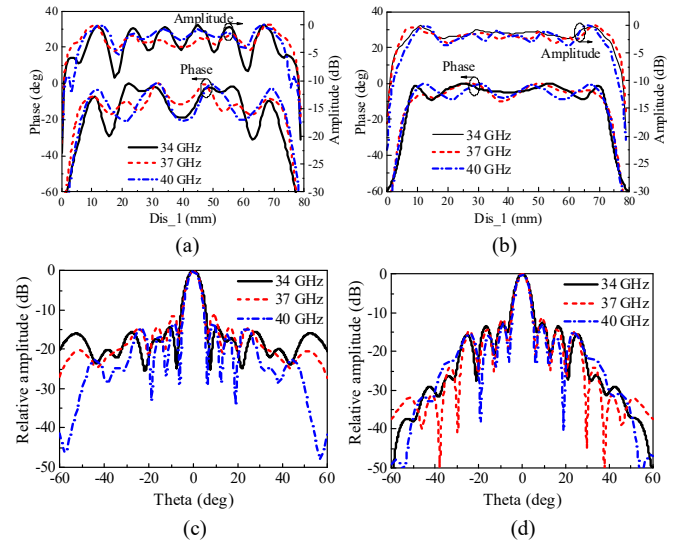 40
20
0
-20
-40
60
Phase (deg)
Amplitude
Phase
34 GHz
37 GHz
40 GHz
0
-5
-10
-15
-20
-25
-30
Amplitude (dB)
0 10 20 30 40 50 60 70 80
Dis_1 (mm)
(a)
40
20
0
-20
-40
-60
Phase (deg)
Phase
Amplitude
34 GHz
37 GHz
40 GHz
0
-5
-10
-15
-20
-25
30
Amplitude (dB)
0 10 20 30 40 50 60 70 80
Dis_1 (mm)
(b)
0
-10
-20
-30
-40
-50
Relative amplitude (dB)
34 GHz
37 GHz
40 GHz
-60 -40 -20 0 20 40 60
Theta (deg)
(c)
0
-10
-20
-30
-40
-50
Relative amplitude (dB)
34 GHz
37 GHz
40 GHz
-60 -40 -20 0 20 40 60
Theta (deg)
(d)